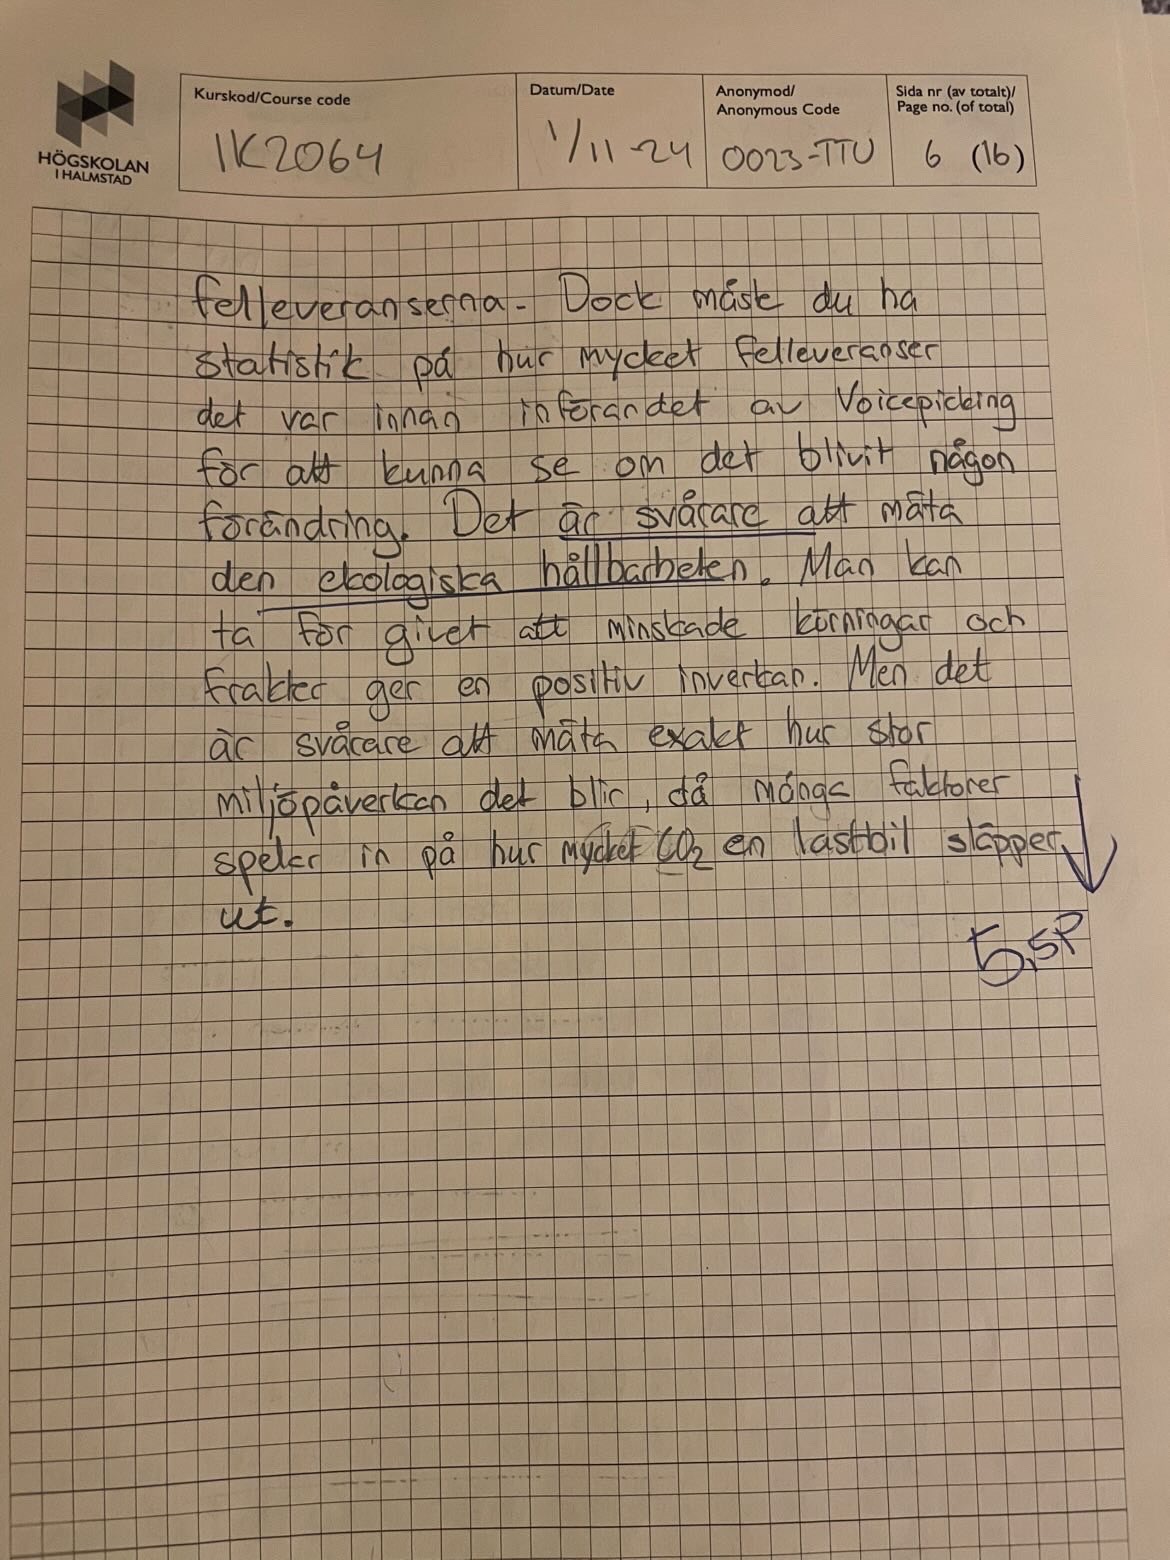 HÖGSKOLAN
I HALMSTAD
Kurskod/Course code
IK2064
Datum/Date
1/11-24
Anonymod/
Anonymous Code
0023-TTU
Sida nr (av totalt)/
Page no. (of total)
6 (16)
felleveranserna. Dock måste du ha
statistik på hur mycket felleveranser
det var innan införandet av Voicepicking
för att kunna se om det blivit någon
förändring. Det är svårare att mäta
den ekologiska hållbarheten. Man kan
ta för givet att minskade körningar och
frakter ger en positiv inverkan. Men det
är svårare att mäta exakt hur stor
miljöpåverkan det blir, då många faktorer
spelar in på hur mycket CO2 en lastbil släpper
ut.
5,5P